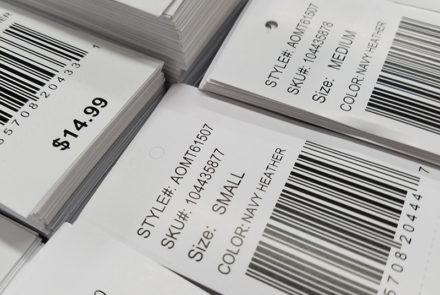 STYLE#: AOMT61507
SKU#: 104435878
Size: MEDIUM
COLOR: NAVY HEATHER
$14.99
STYLE#: AOMT61507
SKU#: 104435877
Size: SMALL
COLOR: NAVY HEATHER